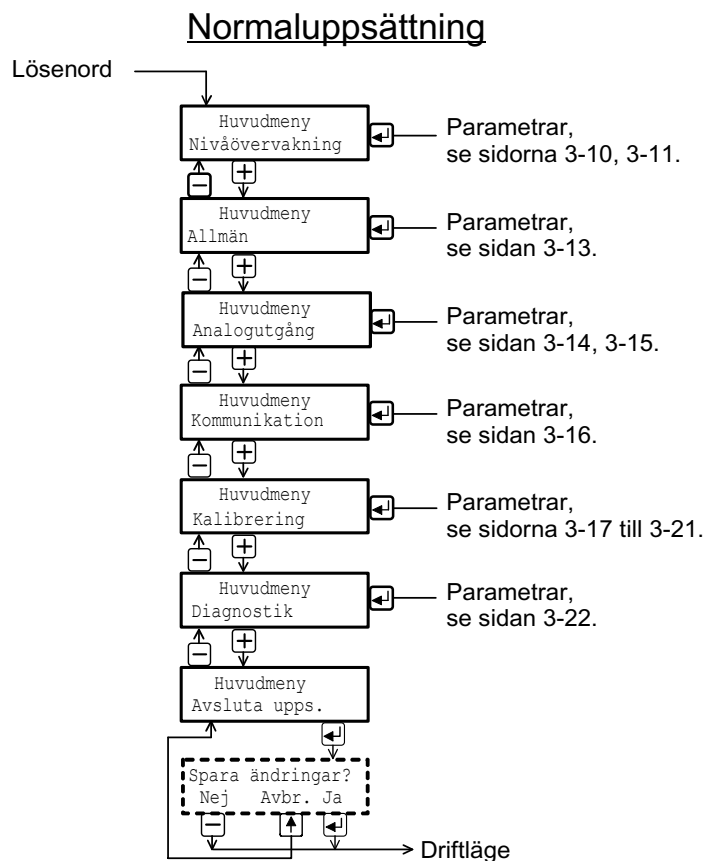 Normaluppsättning
Lösenord
Huvudmeny
Nivåövervakning
Parametrar,
se sidorna 3-10, 3-11.
Huvudmeny
Allmän
Parametrar,
se sidan 3-13.
Huvudmeny
Analogutgång
Parametrar,
se sidan 3-14, 3-15.
Huvudmeny
Kommunikation
Parametrar,
se sidan 3-16.
Huvudmeny
Kalibrering
Parametrar,
se sidorna 3-17 till 3-21.
Huvudmeny
Diagnostik
Parametrar,
se sidan 3-22.
Huvudmeny
Avsluta upps.
Spara ändringar?
Nej Avbr. Ja
Driftläge